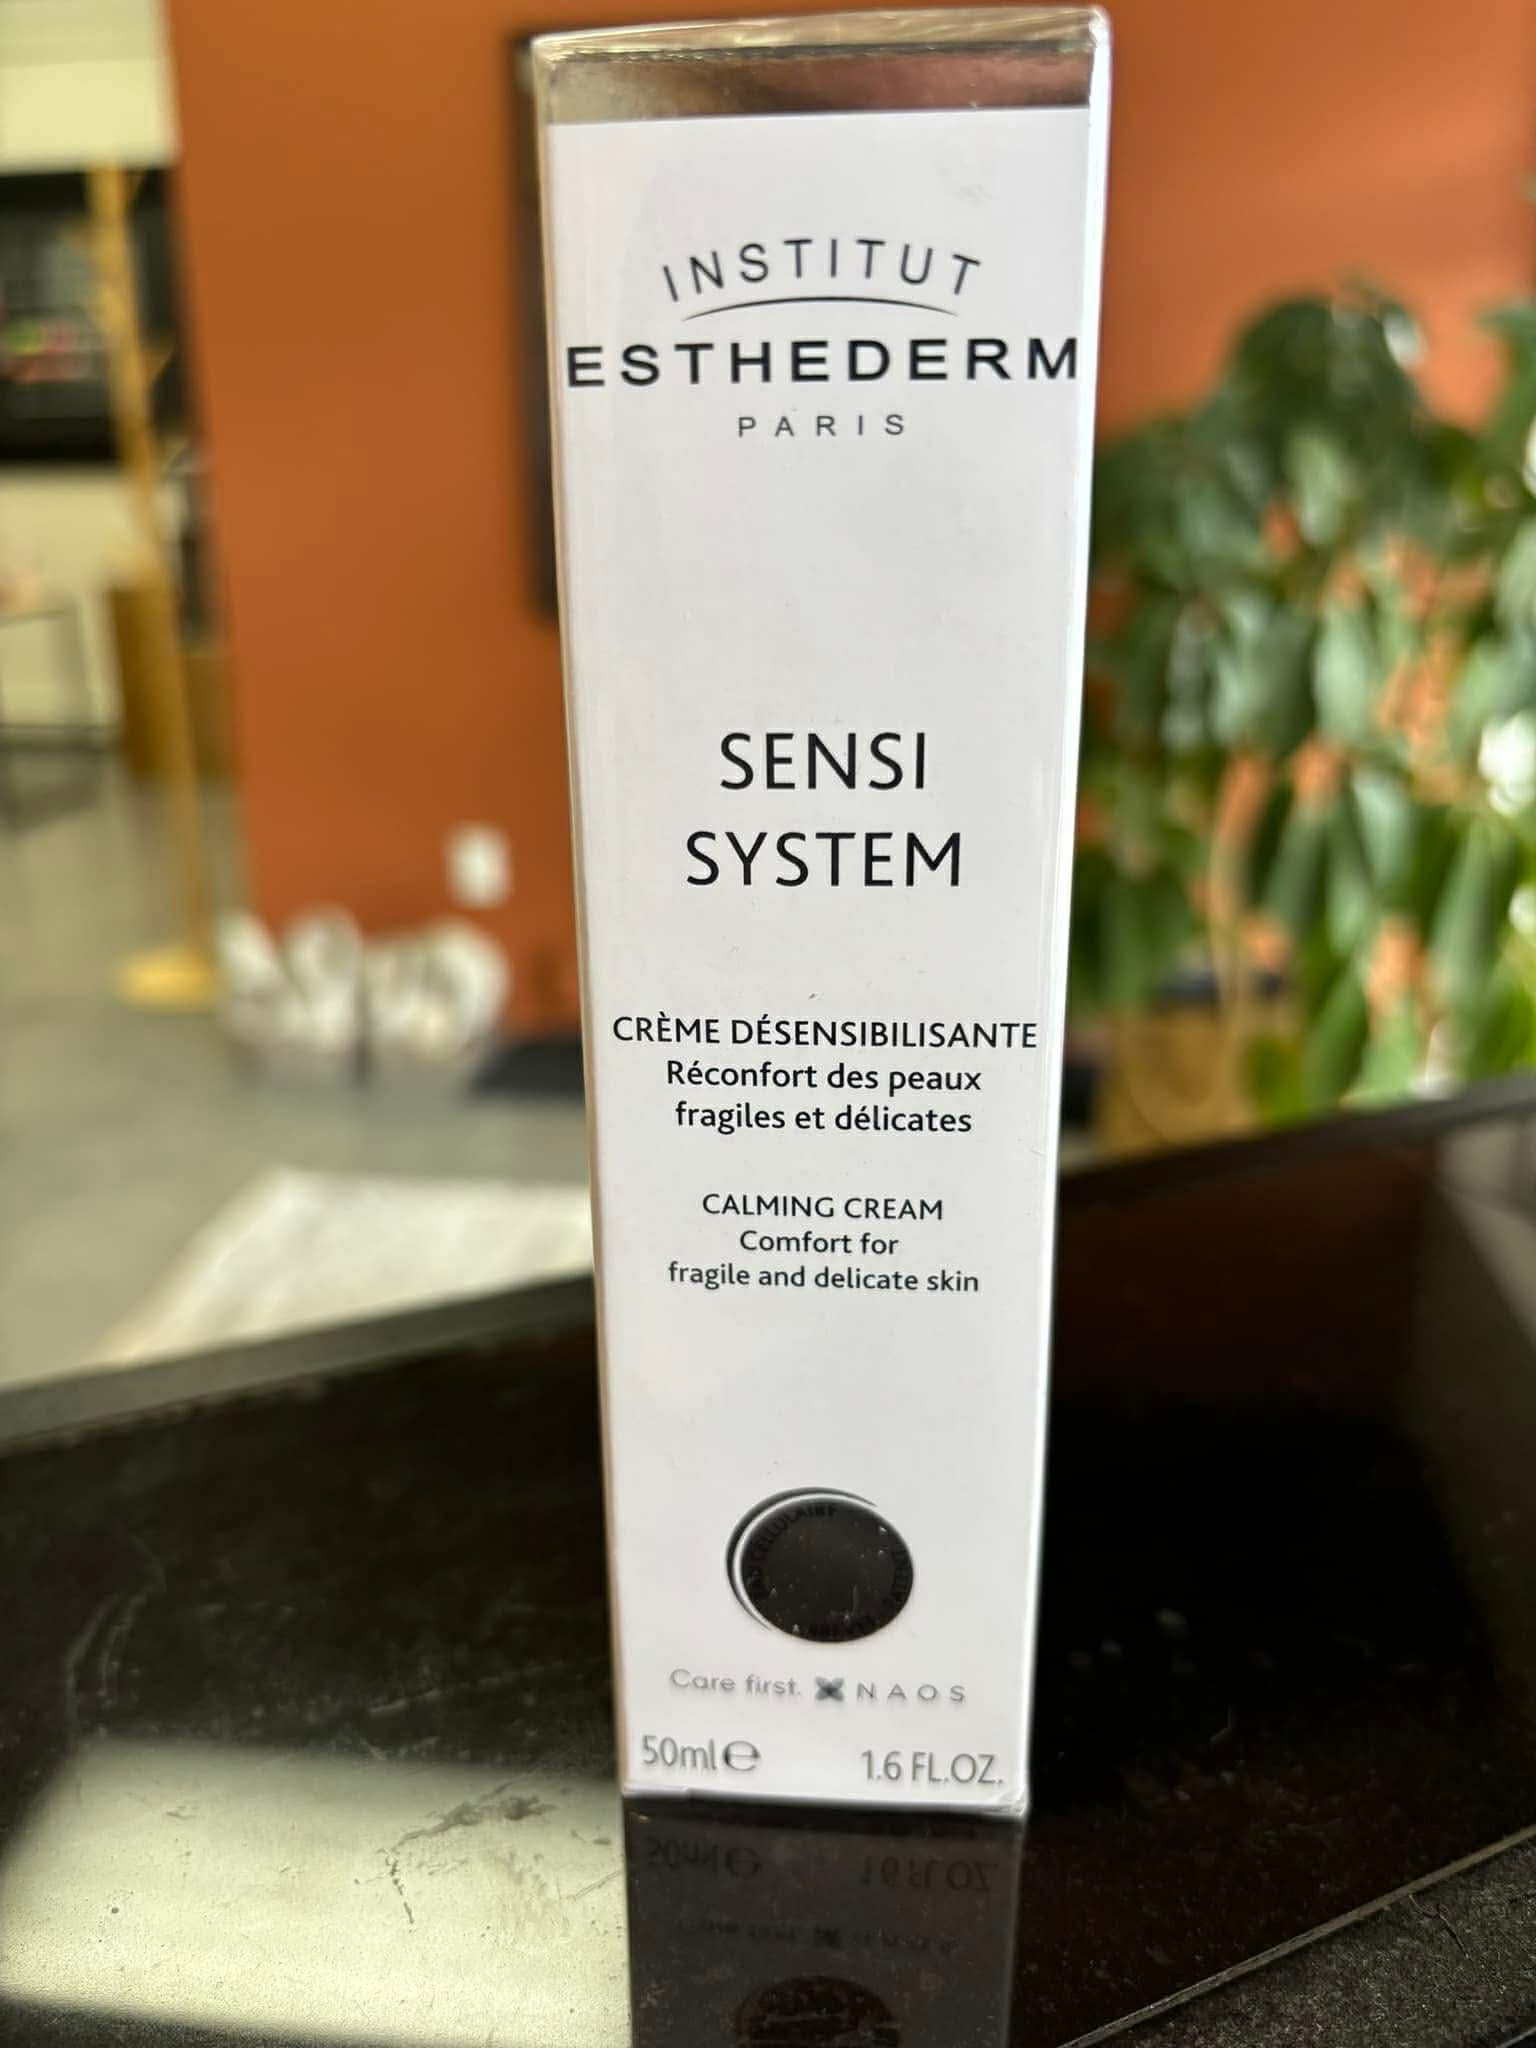 INSTITUT
ESTHEDERM
PARIS
SENSI
SYSTEM
CRÈME DÉSENSIBILISANTE
Réconfort des peaux
fragiles et délicates
CALMING CREAM
Comfort for
fragile and delicate skin
CELLULAIRE
Care first. NAOS
50ml ℮ 1.6 FL.OZ.